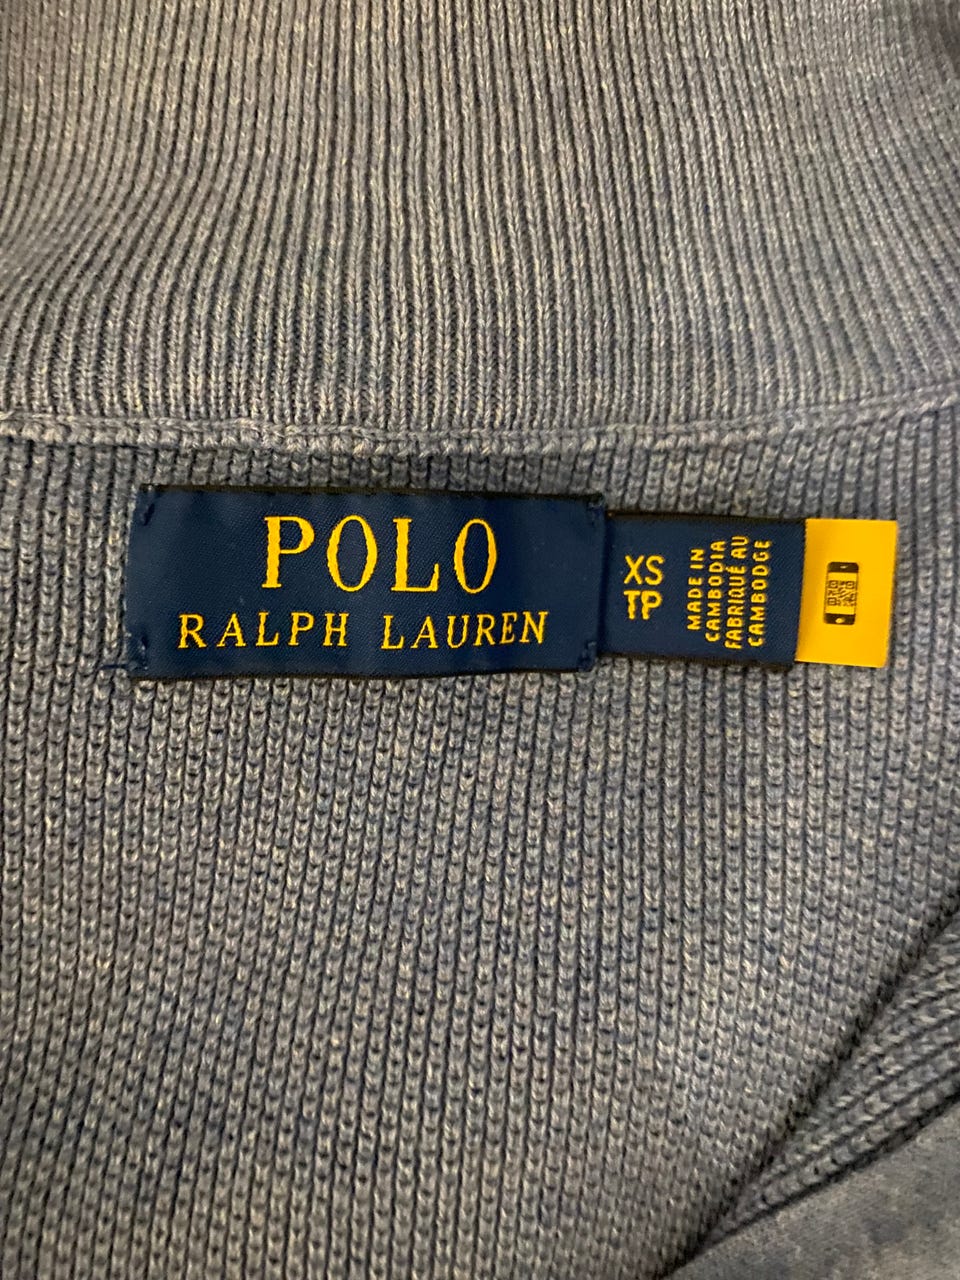 POLO
RALPH LAUREN
XS
TP
MADE IN
CAMBODIA
FABRIQUÉ AU
CAMBODGE